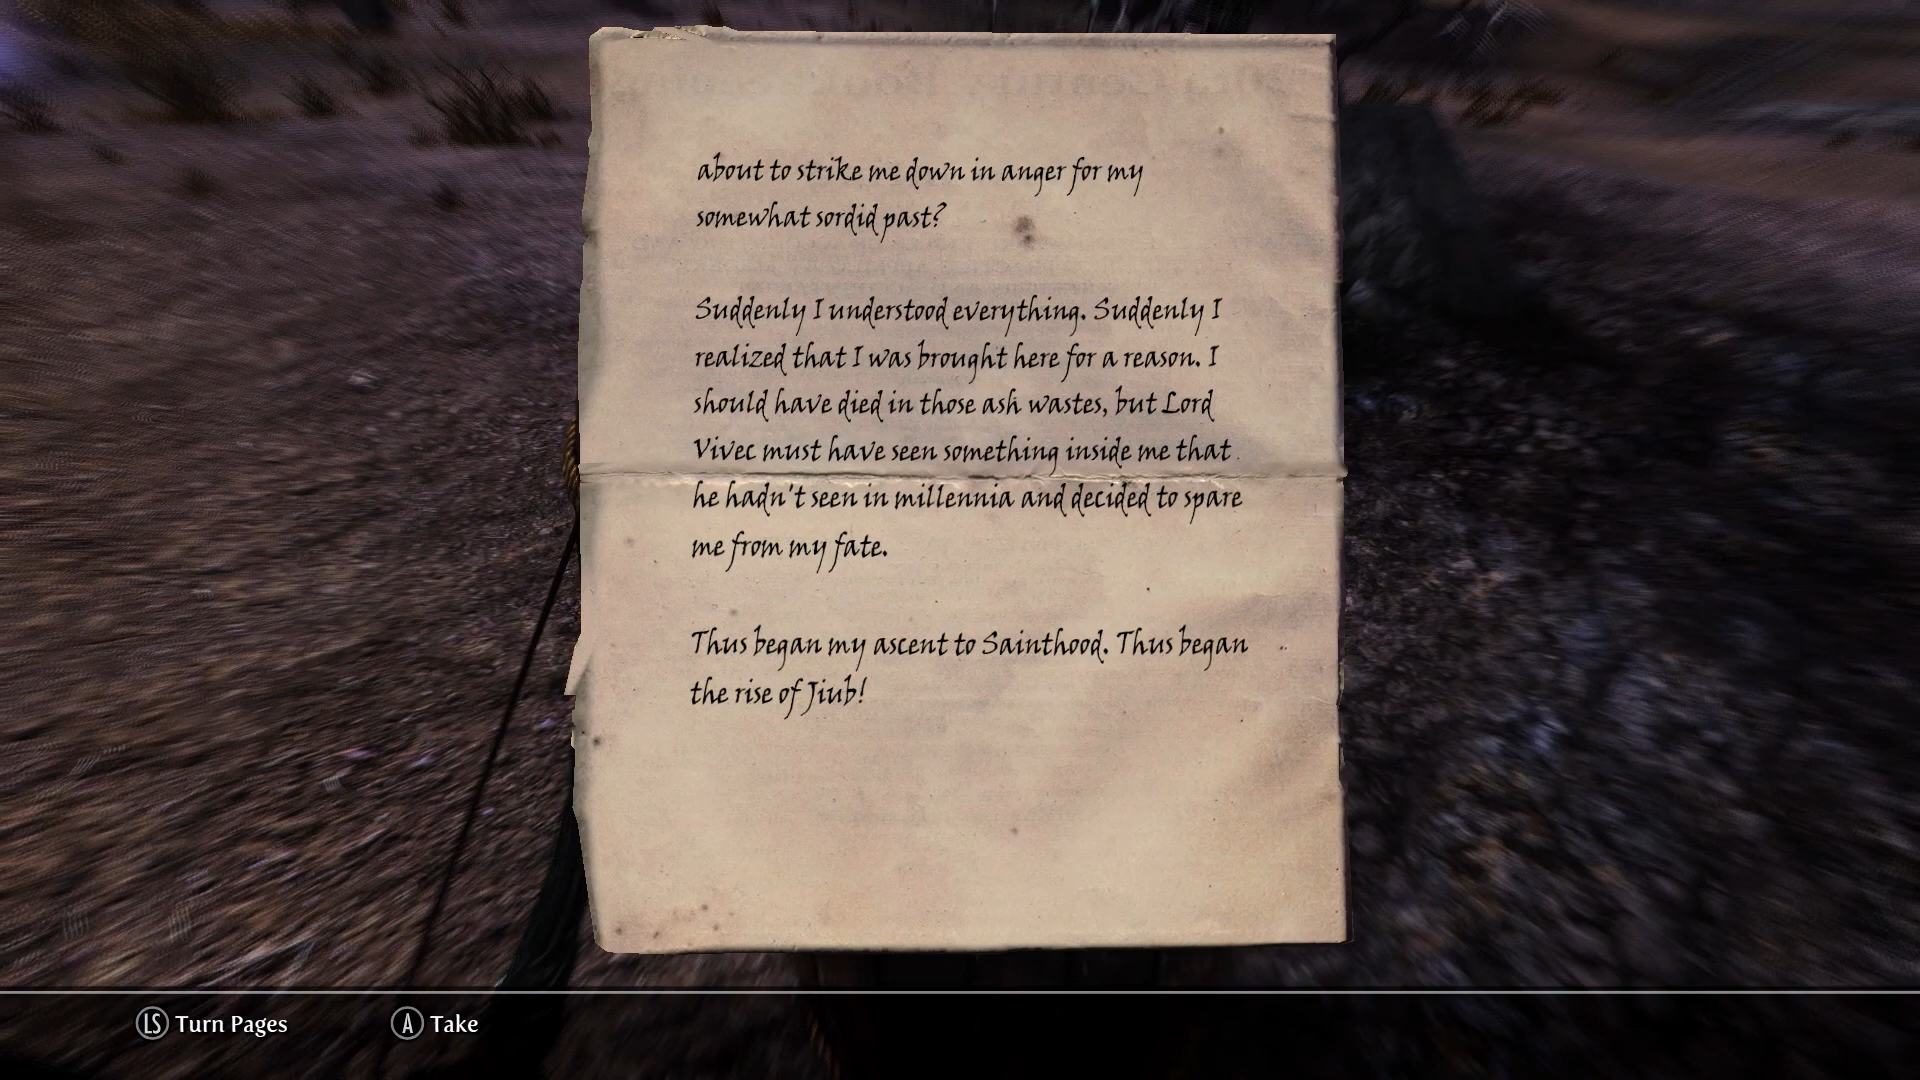 about to strike me down in anger for my
somewhat sordid past?
Suddenly I understood everything. Suddenly I
realized that I was brought here for a reason. I
should have died in those ash wastes, but Lord
Vivec must have seen something inside me that
he hadn't seen in millennia and decided to spare
me from my fate.
Thus began my ascent to Sainthood. Thus began
the rise of Jiub!
LS Turn Pages
A Take